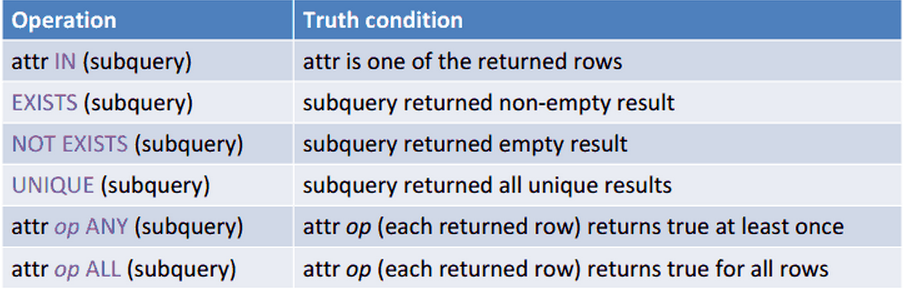 Operation Truth condition
attr IN (subquery) attr is one of the returned rows
EXISTS (subquery) subquery returned non-empty result
NOT EXISTS (subquery) subquery returned empty result
UNIQUE (subquery) subquery returned all unique results
attr op ANY (subquery) attr op (each returned row) returns true at least once
attr op ALL (subquery) attr op (each returned row) returns true for all rows